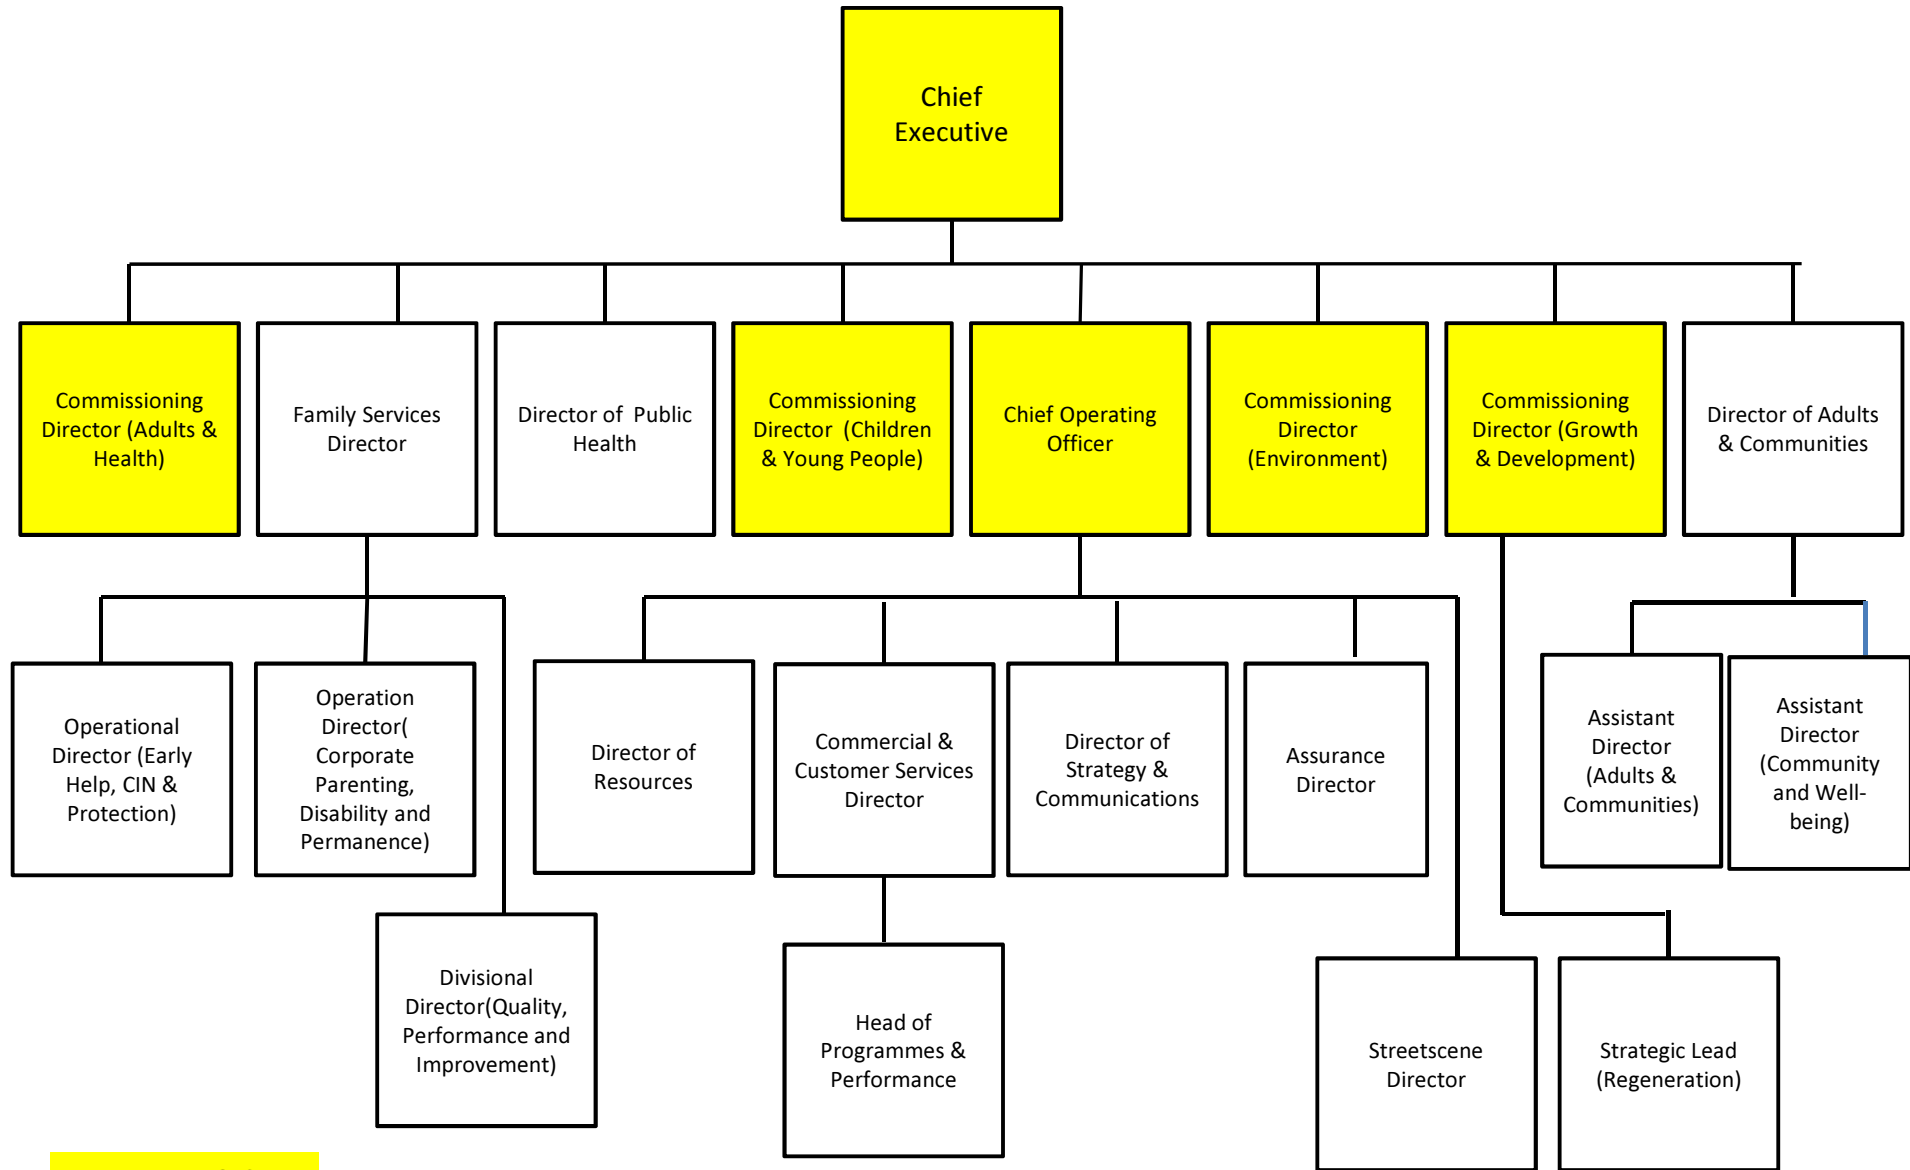 Chief
Executive
Commissioning
Director (Adults &
Health)
Family Services
Director
Director of  Public
Health
Commissioning
Director  (Children
& Young People)
Chief Operating
Officer
Commissioning
Director
(Environment)
Commissioning
Director (Growth
& Development)
Director of Adults
& Communities
Operational
Director (Early
Help, CIN &
Protection)
Operation
Director(
Corporate
Parenting,
Disability and
Permanence)
Director of
Resources
Commercial &
Customer Services
Director
Director of
Strategy &
Communications
Assurance
Director
Assistant
Director
(Adults &
Communities)
Assistant
Director
(Community
and Well-
being)
Divisional
Director(Quality,
Performance and
Improvement)
Head of
Programmes &
Performance
Streetscene
Director
Strategic Lead
(Regeneration)